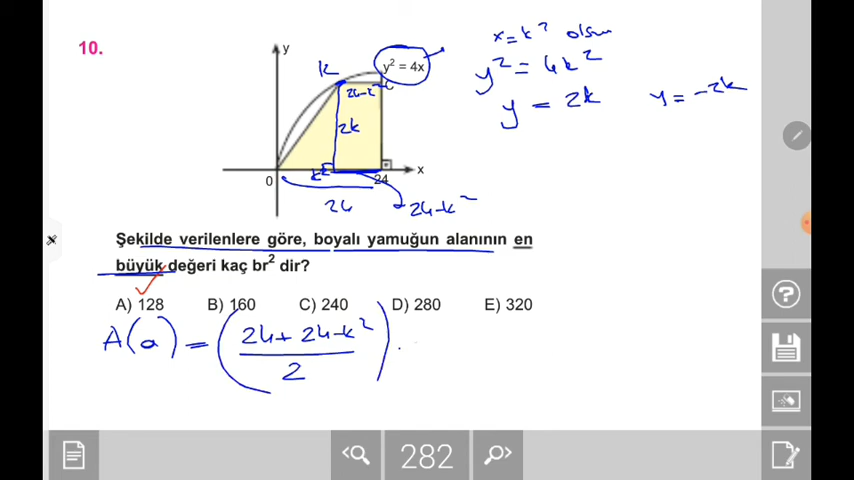 10.
y
K
y² = 4x
C
24-k²
2k
k²
x
0
24
24
24-k²
x = k² olsun
y² = 4k²
y = 2k
y = -2k
Şekilde verilenlere göre, boyalı yamuğun alanının en
büyük değeri kaç br² dir?
A) 128 B) 160 C) 240 D) 280 E) 320
A(a) = (24+24-k² / 2) .
282